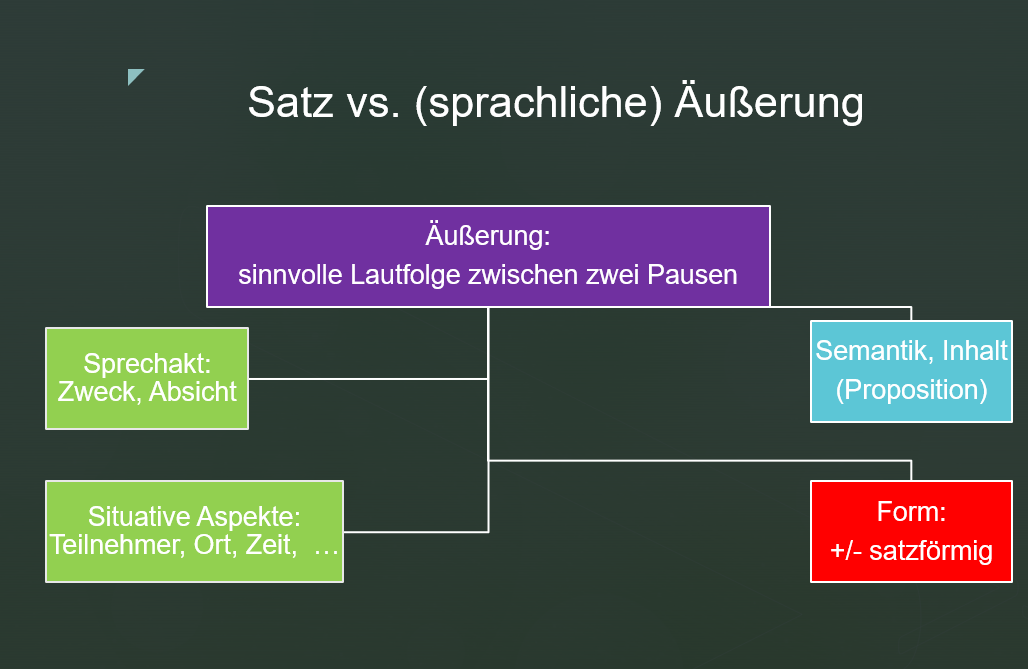 Satz vs. (sprachliche) Äußerung
Äußerung:
sinnvolle Lautfolge zwischen zwei Pausen
Sprechakt:
Zweck, Absicht
Semantik, Inhalt
(Proposition)
Situative Aspekte:
Teilnehmer, Ort, Zeit, …
Form:
+/- satzförmig